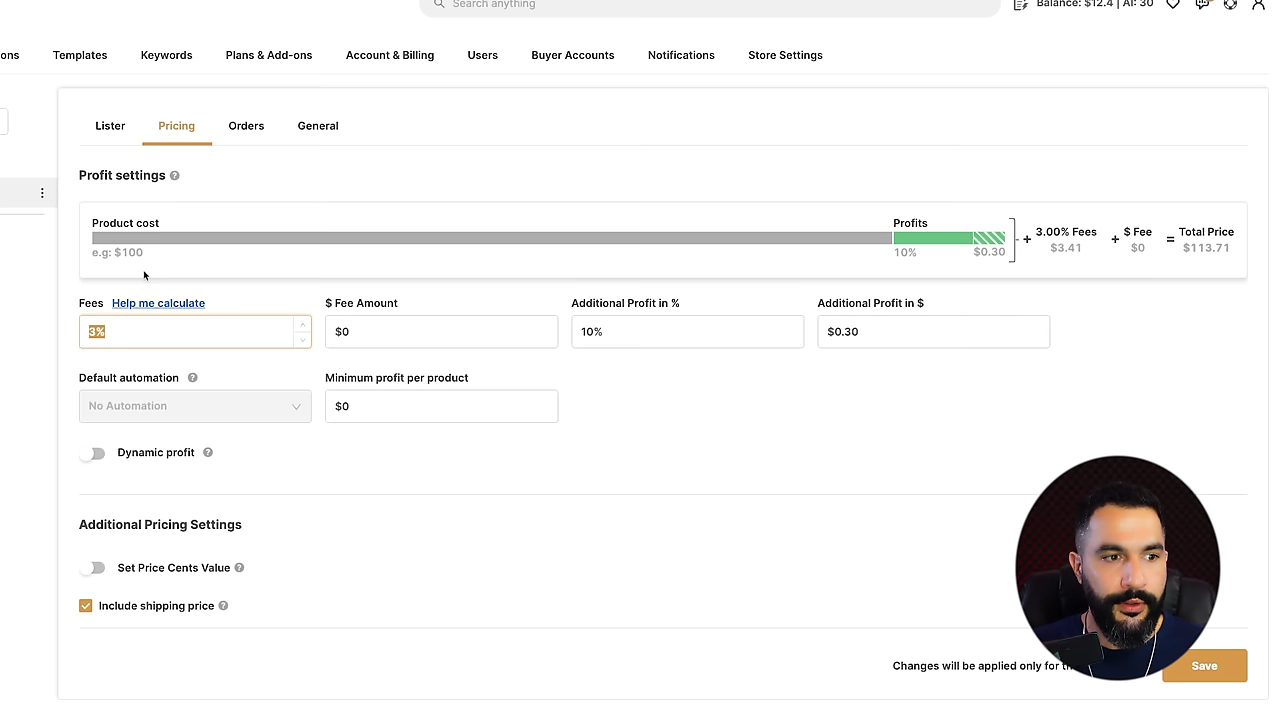 Search anything
Balance: $12.4 | AI: 30
ons Templates Keywords Plans & Add-ons Account & Billing Users Buyer Accounts Notifications Store Settings
Lister Pricing Orders General
Profit settings
Product cost Profits
3.00% Fees $ Fee Total Price
+ + =
$3.41 $0 $113.71
e.g: $100 10% $0.30
Fees Help me calculate $ Fee Amount Additional Profit in % Additional Profit in $
3% $0 10% $0.30
Default automation Minimum profit per product
No Automation $0
Dynamic profit
Additional Pricing Settings
Set Price Cents Value
Include shipping price
Changes will be applied only for
Save